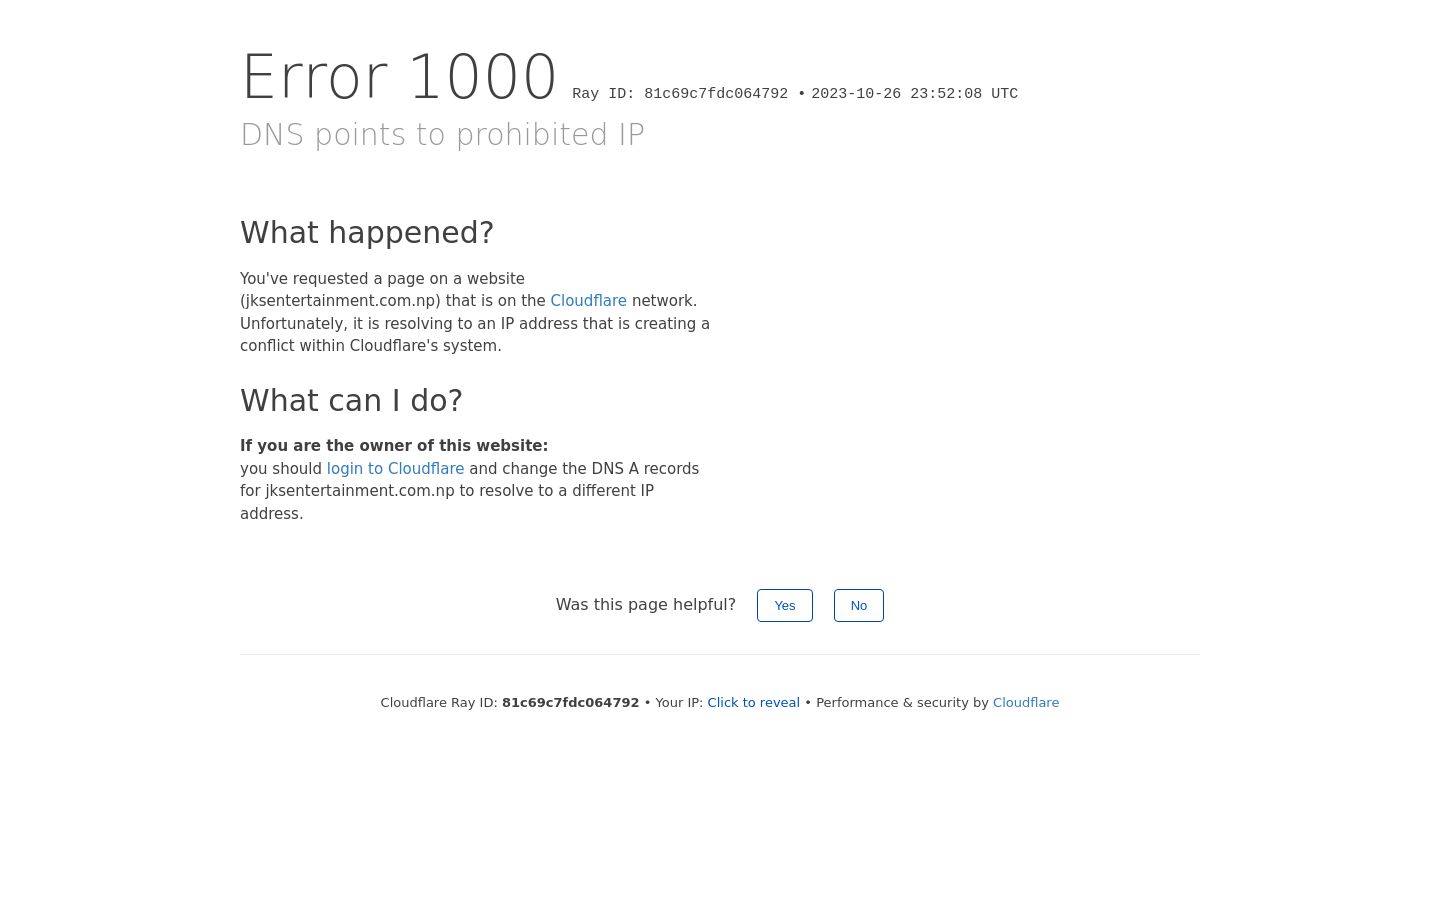 Error 1000 Ray ID: 81c69c7fdc064792 • 2023-10-26 23:52:08 UTC
DNS points to prohibited IP
What happened?
You've requested a page on a website
(jksentertainment.com.np) that is on the Cloudflare network.
Unfortunately, it is resolving to an IP address that is creating a
conflict within Cloudflare's system.
What can I do?
If you are the owner of this website:
you should login to Cloudflare and change the DNS A records
for jksentertainment.com.np to resolve to a different IP
address.
Was this page helpful? Yes No
Cloudflare Ray ID: 81c69c7fdc064792 • Your IP: Click to reveal • Performance & security by Cloudflare